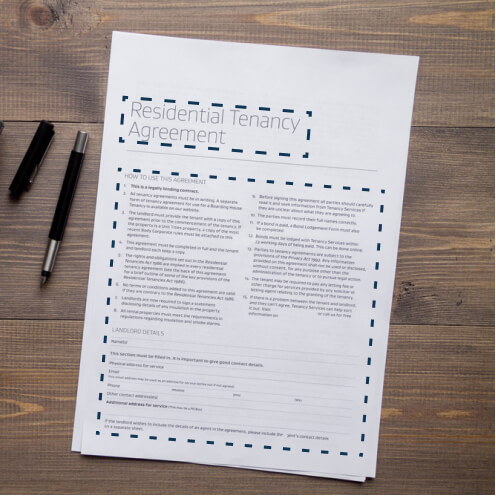 Residential Tenancy
Agreement
HOW TO USE THIS AGREEMENT
1. This is a legally binding contract.
2. All tenancy agreements must be in writing. A separate
form of tenancy agreement for use for a Boarding House
Tenancy is available on our website.
3. The landlord must provide the tenant with a copy of this
agreement prior to the commencement of the tenancy. If
the property is a Unit Titles property, a copy of the most
recent Body Corporate rules must be attached to this
agreement.
4. This agreement must be completed in full and the tenant
and landlord each keep a copy.
5. The rights and obligations set out in the Residential
Tenancies Act 1986 are implied in every residential
tenancy agreement (see the back of this agreement
for a brief outline of some of the key provisions of the
Residential Tenancies Act 1986).
6. No terms or conditions added to this agreement are valid
if they are contrary to the Residential Tenancies Act 1986.
7. Landlords are now required to sign a statement
disclosing details of any insulation in the property.
8. All rental properties must meet the requirements in
regulations regarding insulation and smoke alarms.
9. Before signing this agreement all parties should carefully
read it and seek information from Tenancy Services if
they are unclear about what they are agreeing to.
10. The parties must record their full names correctly.
11. If a bond is paid, a Bond Lodgement form must also
be completed.
12. Bonds must be lodged with Tenancy Services within
23 working days of being paid. This can be done online.
13. Parties to tenancy agreements are subject to the
provisions of the Privacy Act 1993. Any information
provided on this agreement shall not be used or disclosed,
without consent, for any purpose other than the
administration of the tenancy or to pursue legal action.
14. The tenant may be required to pay any letting fee or
other charge for services provided by any solicitor or
letting agent relating to the granting of the tenancy.
15. If there is a problem between the tenant and landlord,
and they can't agree, Tenancy Services can help sort
it out. Visit
information on or call us for free
LANDLORD DETAILS
Name(s)
This section must be filled in. It is important to give good contact details.
Physical address for service
Email
Phone
Other contact address(es)
Additional address for service
If the landlord wishes to include the details of an agent in the agreement, please include the agent's contact details
on a separate sheet.